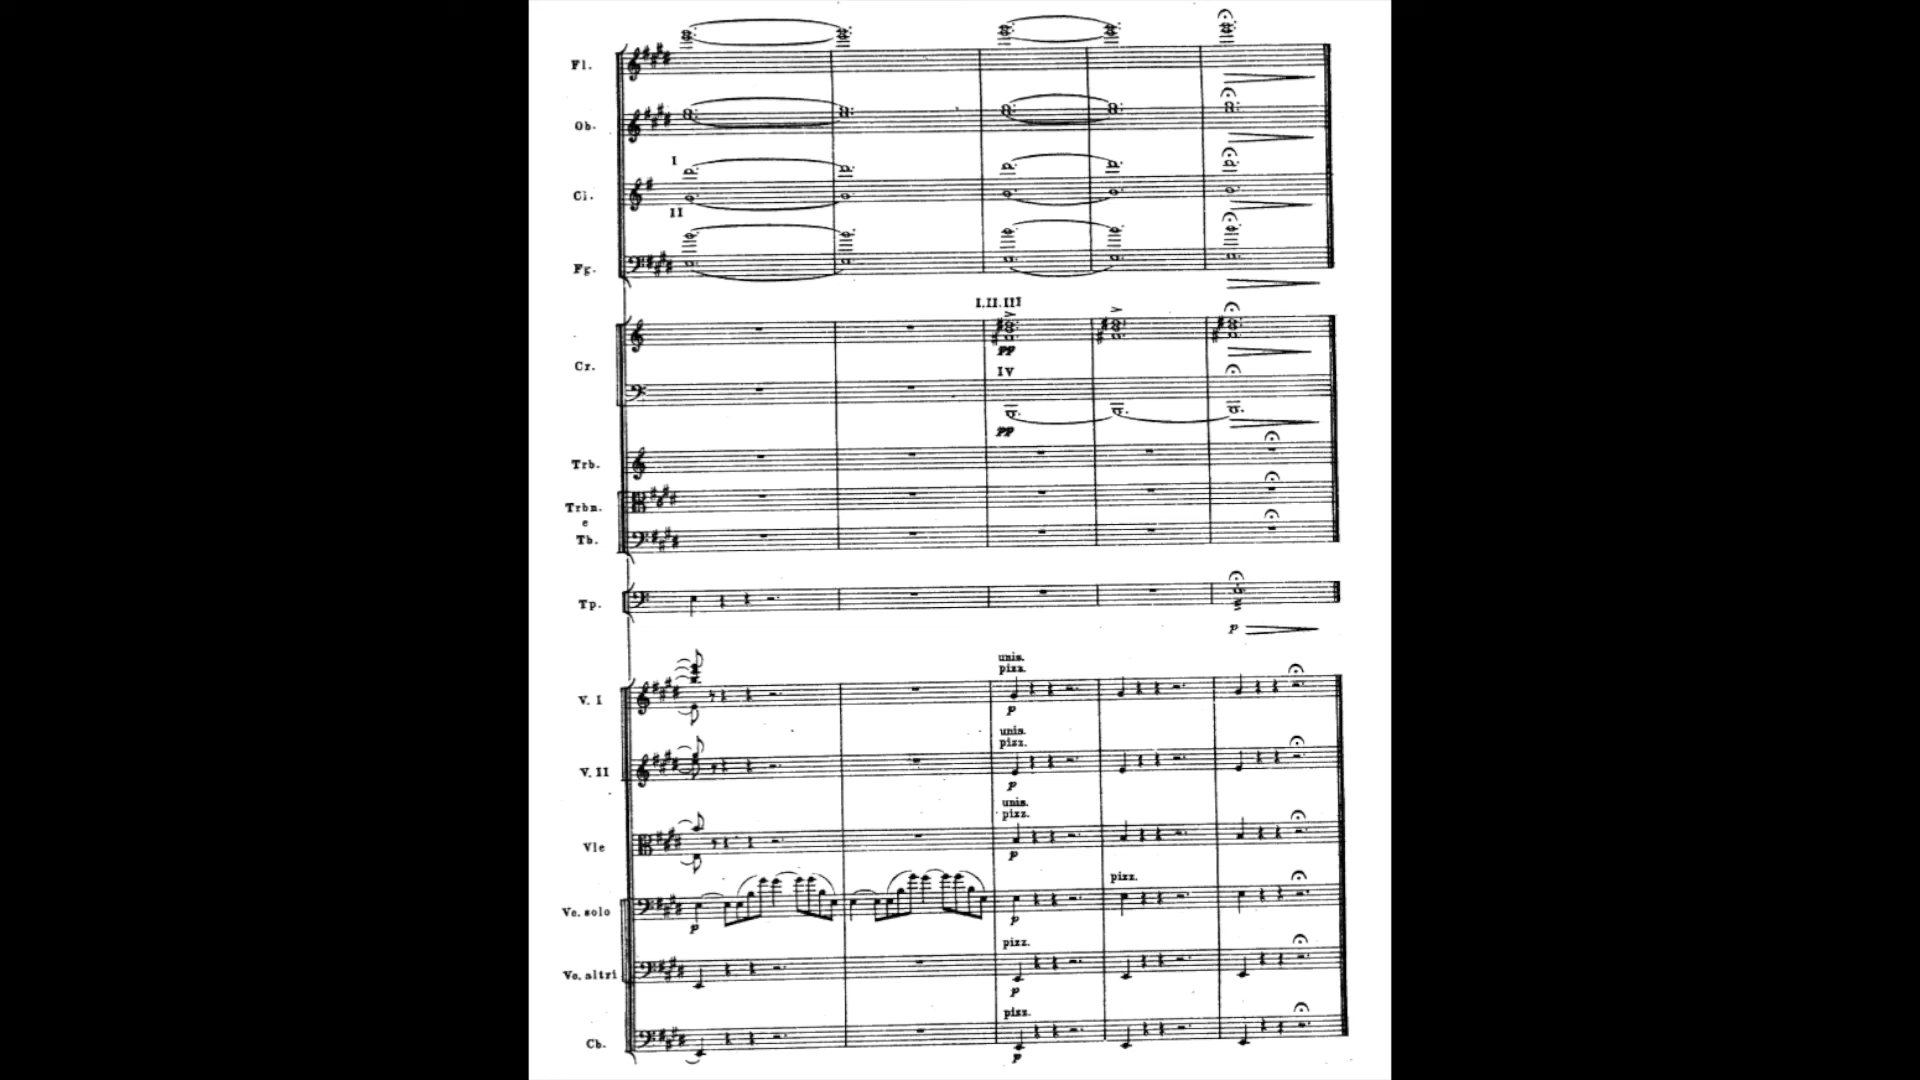 Fl.
Ob.
I
Cl.
II
Fg.
I.II.III
Cr.
pp
IV
pp
Trb.
Trbn.
e
Tb.
Tp.
p
unis.
pizz.
V. I
p
unis.
pizz.
V. II
p
unis.
pizz.
Vle
p
pizz.
Vc. solo
p p
pizz.
Vc. altri
p
pizz.
Cb.
p